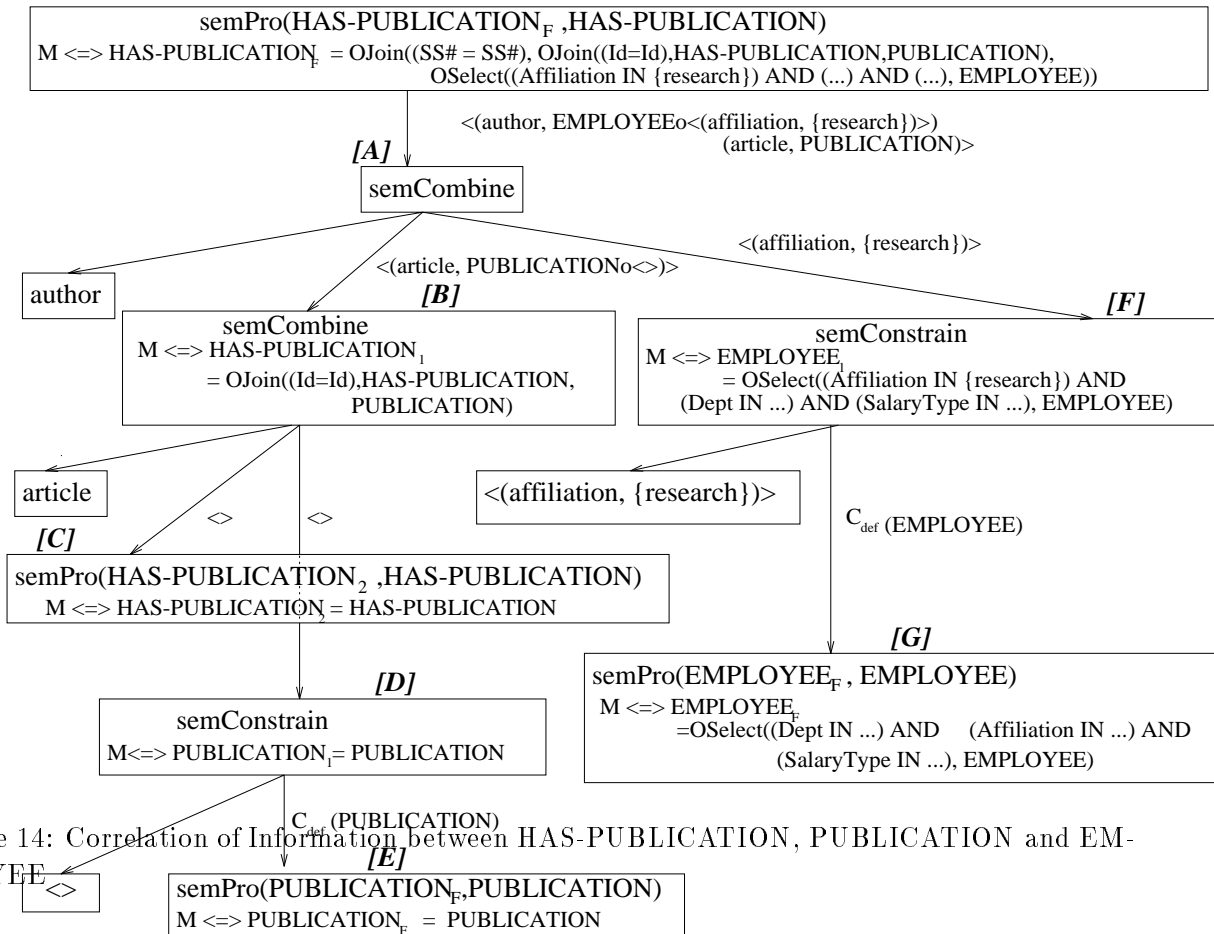 semPro(HAS-PUBLICATION_F ,HAS-PUBLICATION)
M <=> HAS-PUBLICATION_F = OJoin((SS# = SS#), OJoin((Id=Id),HAS-PUBLICATION,PUBLICATION),
OSelect((Affiliation IN {research}) AND (...) AND (...), EMPLOYEE))
<(author, EMPLOYEEo<(affiliation, {research})>)
(article, PUBLICATION)>
[A]
semCombine
<(affiliation, {research})>
<(article, PUBLICATIONo<>)>
author
[B]
[F]
semCombine
M <=> HAS-PUBLICATION_1
= OJoin((Id=Id),HAS-PUBLICATION,
PUBLICATION)
semConstrain
M <=> EMPLOYEE_1
= OSelect((Affiliation IN {research}) AND
(Dept IN ...) AND (SalaryType IN ...), EMPLOYEE)
article
<(affiliation, {research})>
<>
<>
C_def (EMPLOYEE)
[C]
semPro(HAS-PUBLICATION_2 ,HAS-PUBLICATION)
M <=> HAS-PUBLICATION_2 = HAS-PUBLICATION
[G]
semPro(EMPLOYEE_F , EMPLOYEE)
M <=> EMPLOYEE_F
=OSelect((Dept IN ...) AND (Affiliation IN ...) AND
(SalaryType IN ...), EMPLOYEE)
[D]
semConstrain
M<=> PUBLICATION_1= PUBLICATION
C_def (PUBLICATION)
e 14: Correlation of Information between HAS-PUBLICATION, PUBLICATION and EM-
YEE
<>
[E]
semPro(PUBLICATION_F,PUBLICATION)
M <=> PUBLICATION_F = PUBLICATION